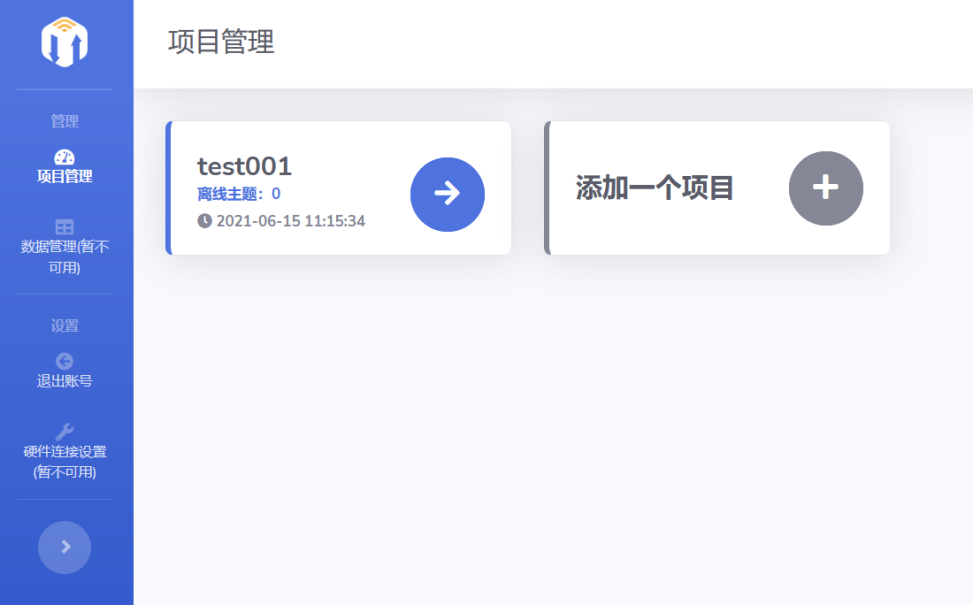 项目管理
管理
项目管理
数据管理(暂不
可用)
设置
退出账号
硬件连接设置
(暂不可用)
test001
离线主题：0
2021-06-15 11:15:34
添加一个项目